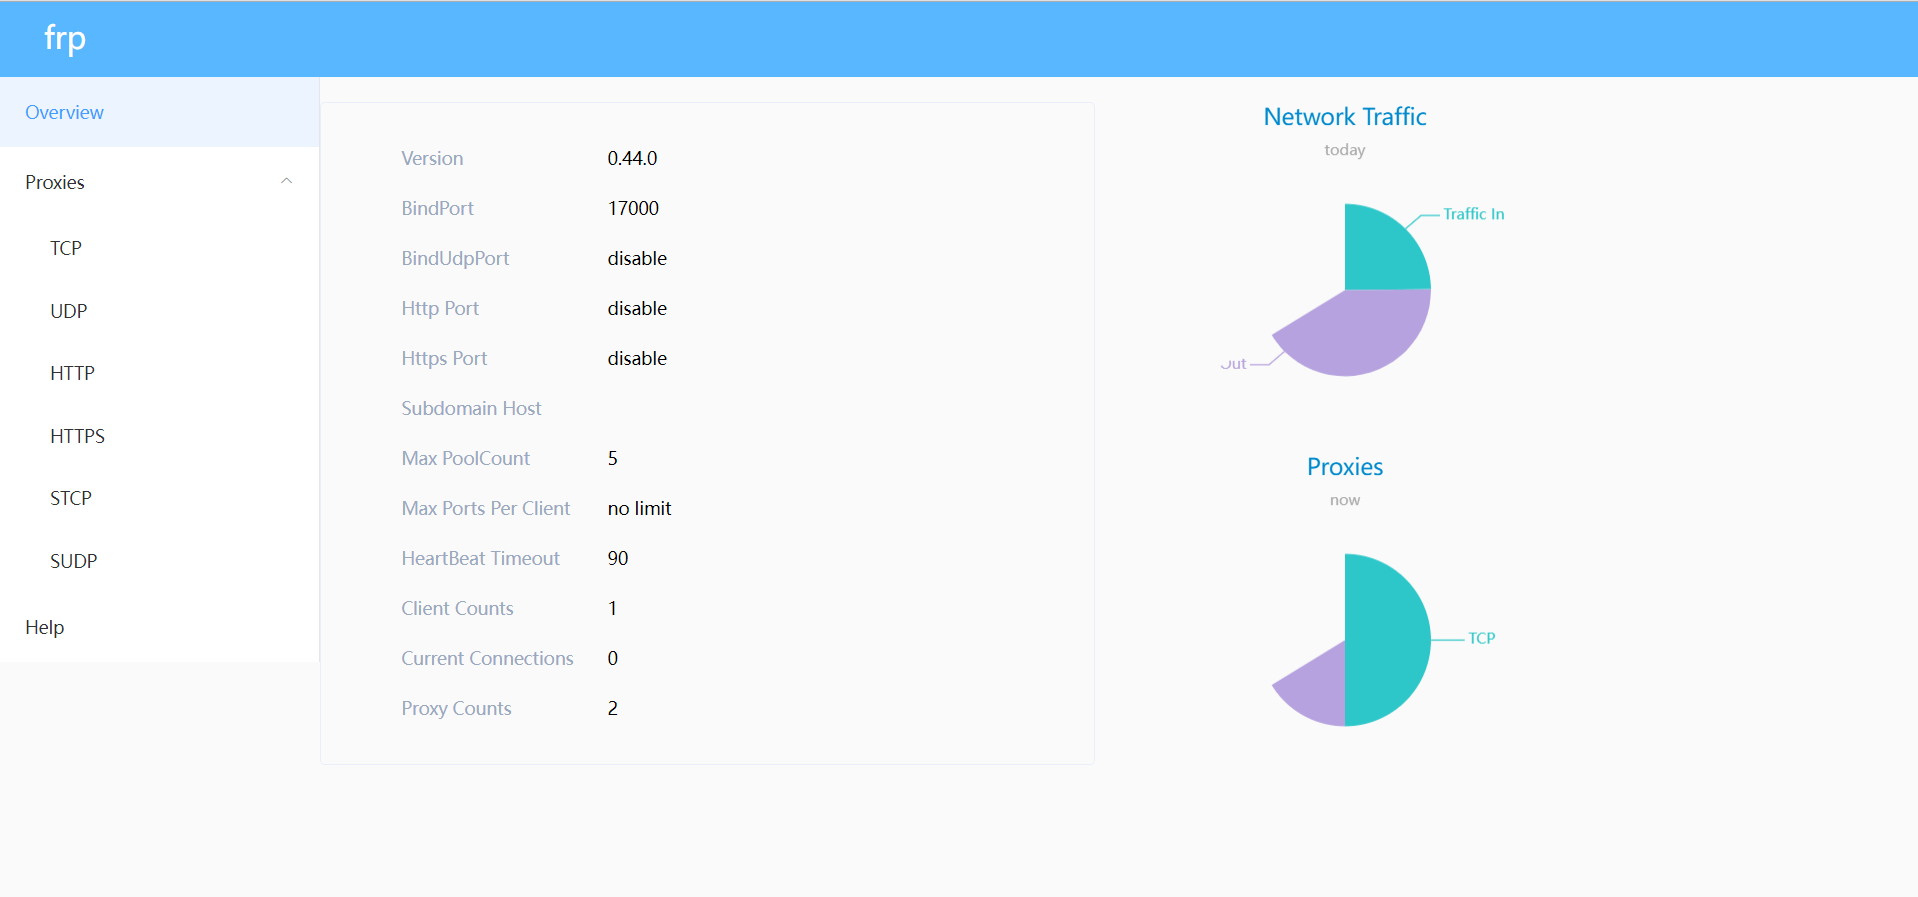 frp
Overview
Proxies
TCP
UDP
HTTP
HTTPS
STCP
SUDP
Help
Version 0.44.0
BindPort 17000
BindUdpPort disable
Http Port disable
Https Port disable
Subdomain Host
Max PoolCount 5
Max Ports Per Client no limit
HeartBeat Timeout 90
Client Counts 1
Current Connections 0
Proxy Counts 2
Network Traffic
today
Traffic In
Out
Proxies
now
TCP